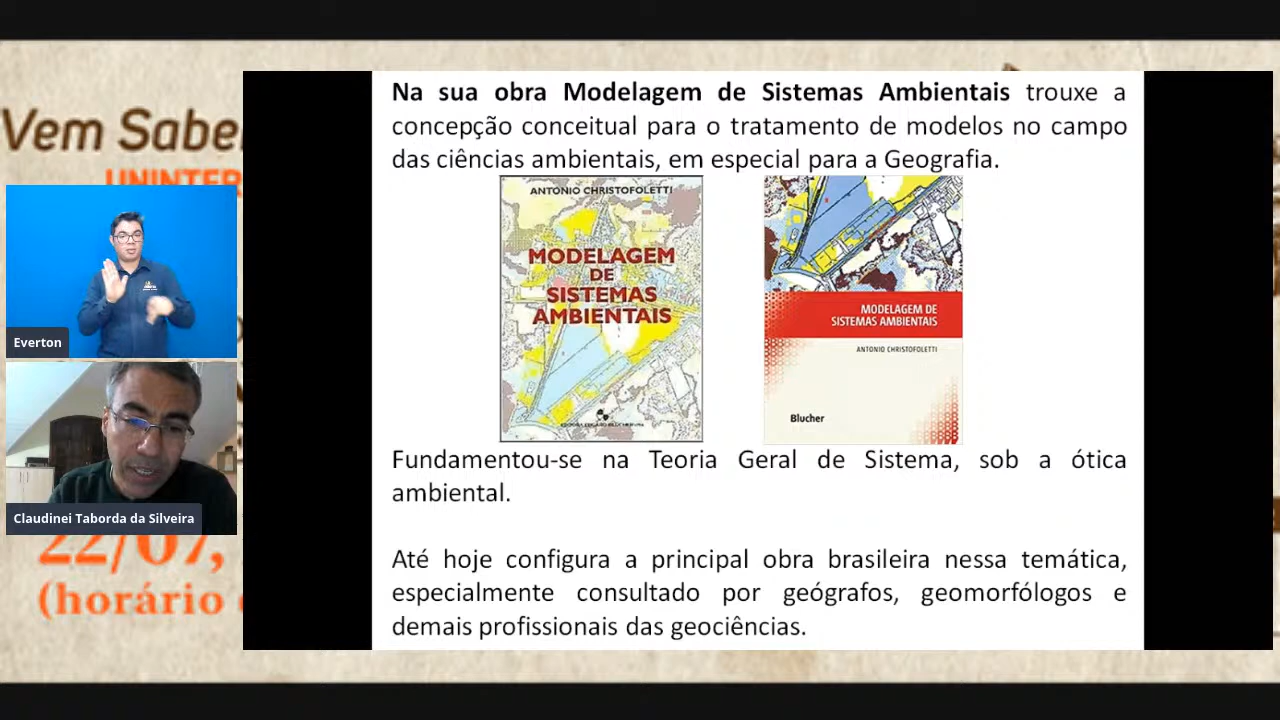 Vem Sabe
UNINTER
Everton
Claudinei Taborda da Silveira
22/07,
(horário
Na sua obra Modelagem de Sistemas Ambientais trouxe a
concepção conceitual para o tratamento de modelos no campo
das ciências ambientais, em especial para a Geografia.
ANTONIO CHRISTOFOLETTI
MODELAGEM
DE
SISTEMAS
AMBIENTAIS
MODELAGEM DE
SISTEMAS AMBIENTAIS
ANTONIO CHRISTOFOLETTI
Blucher
Fundamentou-se na Teoria Geral de Sistema, sob a ótica
ambiental.
Até hoje configura a principal obra brasileira nessa temática,
especialmente consultado por geógrafos, geomorfólogos e
demais profissionais das geociências.